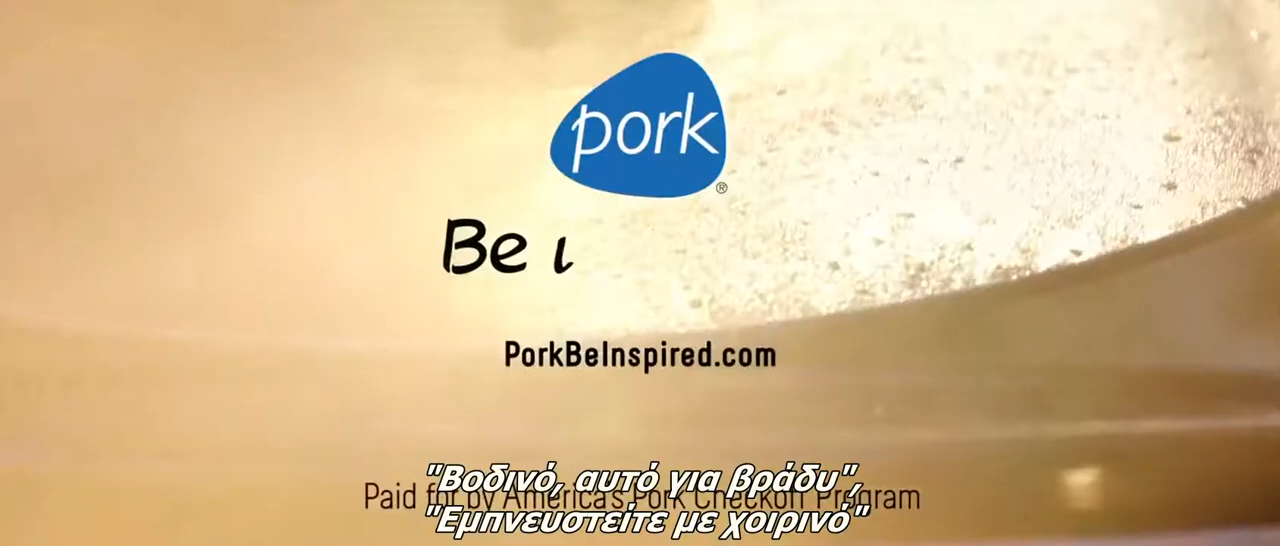 pork
®
Be ι
PorkBeInspired.com
Paid for by America's Pork Checkoff Program
"Βοδινό, αυτό για βράδυ",
"Εμπνευστείτε με χοιρινό"